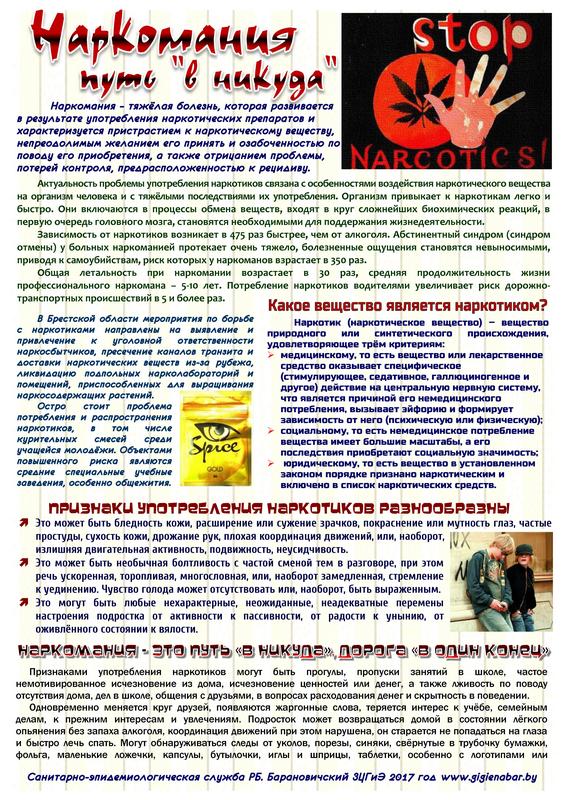 Наркомания
путь "в никуда"
stop
NARCOTICS!
Наркомания – тяжёлая болезнь, которая развивается
в результате употребления наркотических препаратов и
характеризуется пристрастием к наркотическому веществу,
непреодолимым желанием его принять и озабоченностью по
поводу его приобретения, а также отрицанием проблемы,
потерей контроля, предрасположенностью к рецидиву.
Актуальность проблемы употребления наркотиков связана с особенностями воздействия наркотического вещества
на организм человека и с тяжёлыми последствиями их употребления. Организм привыкает к наркотикам легко и
быстро. Они включаются в процессы обмена веществ, входят в круг сложнейших биохимических реакций, в
первую очередь головного мозга, становятся необходимыми для поддержания жизнедеятельности.
Зависимость от наркотиков возникает в 475 раз быстрее, чем от алкоголя. Абстинентный синдром (синдром
отмены) у больных наркоманией протекает очень тяжело, болезненные ощущения становятся невыносимыми,
приводя к самоубийствам, риск которых у наркоманов взрастает в 350 раз.
Общая летальность при наркомании возрастает в 30 раз, средняя продолжительность жизни
профессионального наркомана – 5-10 лет. Потребление наркотиков водителями увеличивает риск дорожно-
транспортных происшествий в 5 и более раз.
В Брестской области мероприятия по борьбе
с наркотиками направлены на выявление и
привлечение к уголовной ответственности
наркосбытчиков, пресечение каналов транзита и
доставки наркотических веществ из-за рубежа,
ликвидацию подпольных нарколабораторий и
помещений, приспособленных для выращивания
наркосодержащих растений.
Остро стоит проблема
потребления и распространения
наркотиков, в том числе
курительных смесей среди
учащейся молодёжи. Объектами
повышенного риска являются
средние специальные учебные
заведения, особенно общежития.
Spice
GOLD
Какое вещество является наркотиком?
Наркотик (наркотическое вещество) – вещество
природного или синтетического происхождения,
удовлетворяющее трём критериям:
медицинскому, то есть вещество или лекарственное
средство оказывает специфическое
(стимулирующее, седативное, галлюциногенное и
другое) действие на центральную нервную систему,
что является причиной его немедицинского
потребления, вызывает эйфорию и формирует
зависимость от него (психическую или физическую);
социальному, то есть немедицинское потребление
вещества имеет большие масштабы, а его
последствия приобретают социальную значимость;
юридическому, то есть вещество в установленном
законом порядке признано наркотическим и
включено в список наркотических средств.
ПРИЗНАКИ УПОТРЕБЛЕНИЯ НАРКОТИКОВ РАЗНООБРАЗНЫ
Это может быть бледность кожи, расширение или сужение зрачков, покраснение или мутность глаз, частые
простуды, сухость кожи, дрожание рук, плохая координация движений, или, наоборот,
излишняя двигательная активность, подвижность, неусидчивость.
Это может быть необычная болтливость с частой сменой тем в разговоре, при этом
речь ускоренная, торопливая, многословная, или, наоборот замедленная, стремление
к уединению. Чувство голода может отсутствовать или, наоборот, быть выраженным.
Это могут быть любые нехарактерные, неожиданные, неадекватные перемены
настроения подростка от активности к пассивности, от радости к унынию, от
оживлённого состояния к вялости.
НАРКОМАНИЯ - ЭТО ПУТЬ «В НИКУДА», ДОРОГА «В ОДИН КОНЕЦ»
Признаками употребления наркотиков могут быть прогулы, пропуски занятий в школе, частое
немотивированное исчезновение из дома, исчезновение ценностей или денег, а также лживость по поводу
отсутствия дома, дел в школе, общения с друзьями, в вопросах расходования денег и скрытность в поведении.
Одновременно меняется круг друзей, появляются жаргонные слова, теряется интерес к учёбе, семейным
делам, к прежним интересам и увлечениям. Подросток может возвращаться домой в состоянии лёгкого
опьянения без запаха алкоголя, координация движений при этом нарушена, он старается не попадаться на глаза
и быстро лечь спать. Могут обнаруживаться следы от уколов, порезы, синяки, свёрнутые в трубочку бумажки,
фольга, маленькие ложечки, капсулы, бутылочки, иглы и шприцы, таблетки, особенно с логотипами или
Санитарно-эпидемиологическая служба РБ. Барановичский ЗЦГиЭ 2017 год www.gigienabar.by